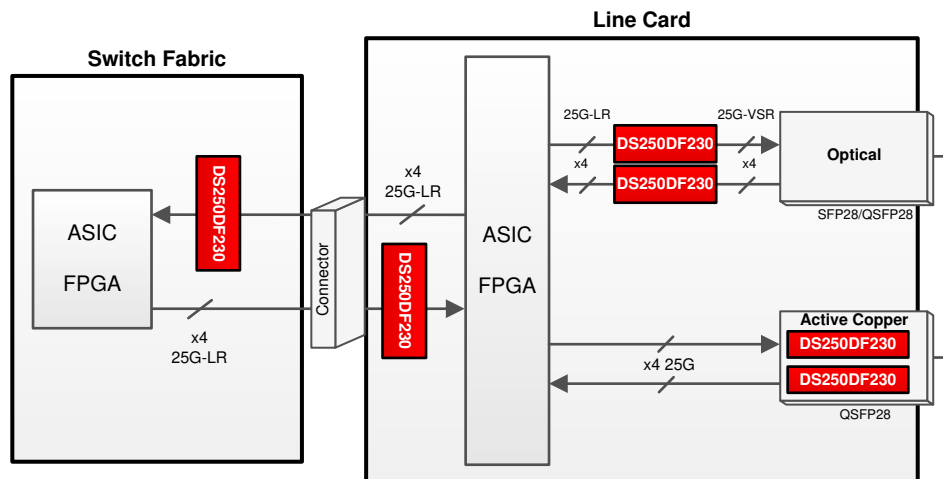 Line Card
Switch Fabric
25G-LR
25G-VSR
DS250DF230
Optical
x4
DS250DF230
x4
SFP28/QSFP28
DS250DF230
x4
25G-LR
ASIC
FPGA
Connector
ASIC
FPGA
DS250DF230
x4
25G-LR
Active Copper
DS250DF230
x4 25G
DS250DF230
QSFP28